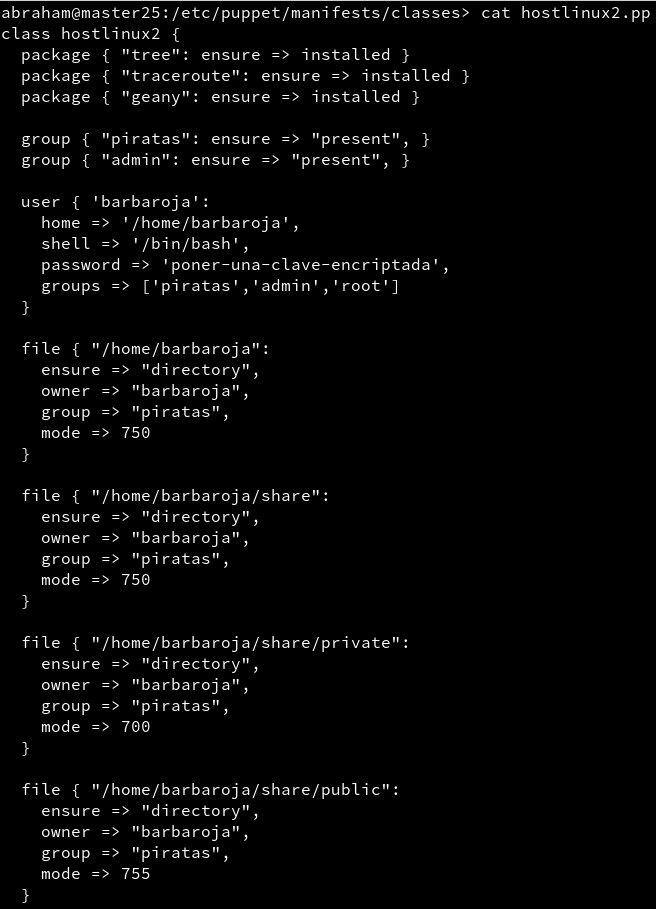 abraham@master25:/etc/puppet/manifests/classes> cat hostlinux2.pp
class hostlinux2 {
  package { "tree": ensure => installed }
  package { "traceroute": ensure => installed }
  package { "geany": ensure => installed }

  group { "piratas": ensure => "present", }
  group { "admin": ensure => "present", }

  user { 'barbaroja':
    home => '/home/barbaroja',
    shell => '/bin/bash',
    password => 'poner-una-clave-encriptada',
    groups => ['piratas','admin','root']
  }

  file { "/home/barbaroja":
    ensure => "directory",
    owner => "barbaroja",
    group => "piratas",
    mode => 750
  }

  file { "/home/barbaroja/share":
    ensure => "directory",
    owner => "barbaroja",
    group => "piratas",
    mode => 750
  }

  file { "/home/barbaroja/share/private":
    ensure => "directory",
    owner => "barbaroja",
    group => "piratas",
    mode => 700
  }

  file { "/home/barbaroja/share/public":
    ensure => "directory",
    owner => "barbaroja",
    group => "piratas",
    mode => 755
  }